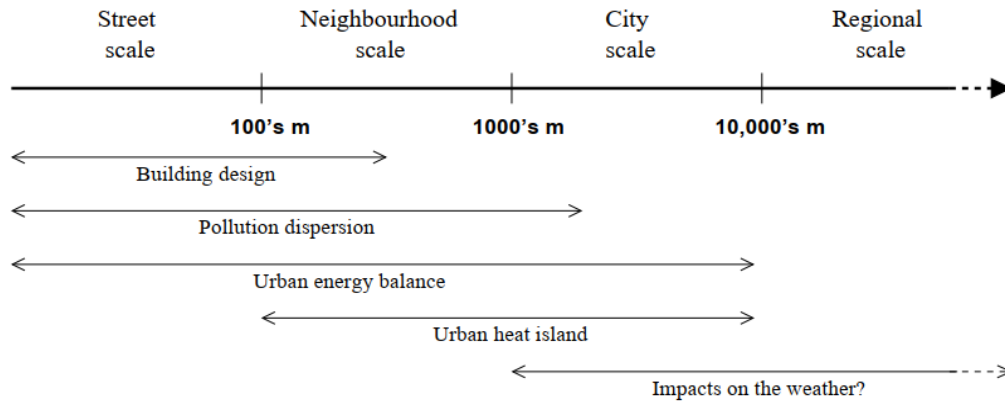 Street Neighbourhood City Regional
scale scale scale scale
100's m 1000's m 10,000's m
Building design
Pollution dispersion
Urban energy balance
Urban heat island
Impacts on the weather?